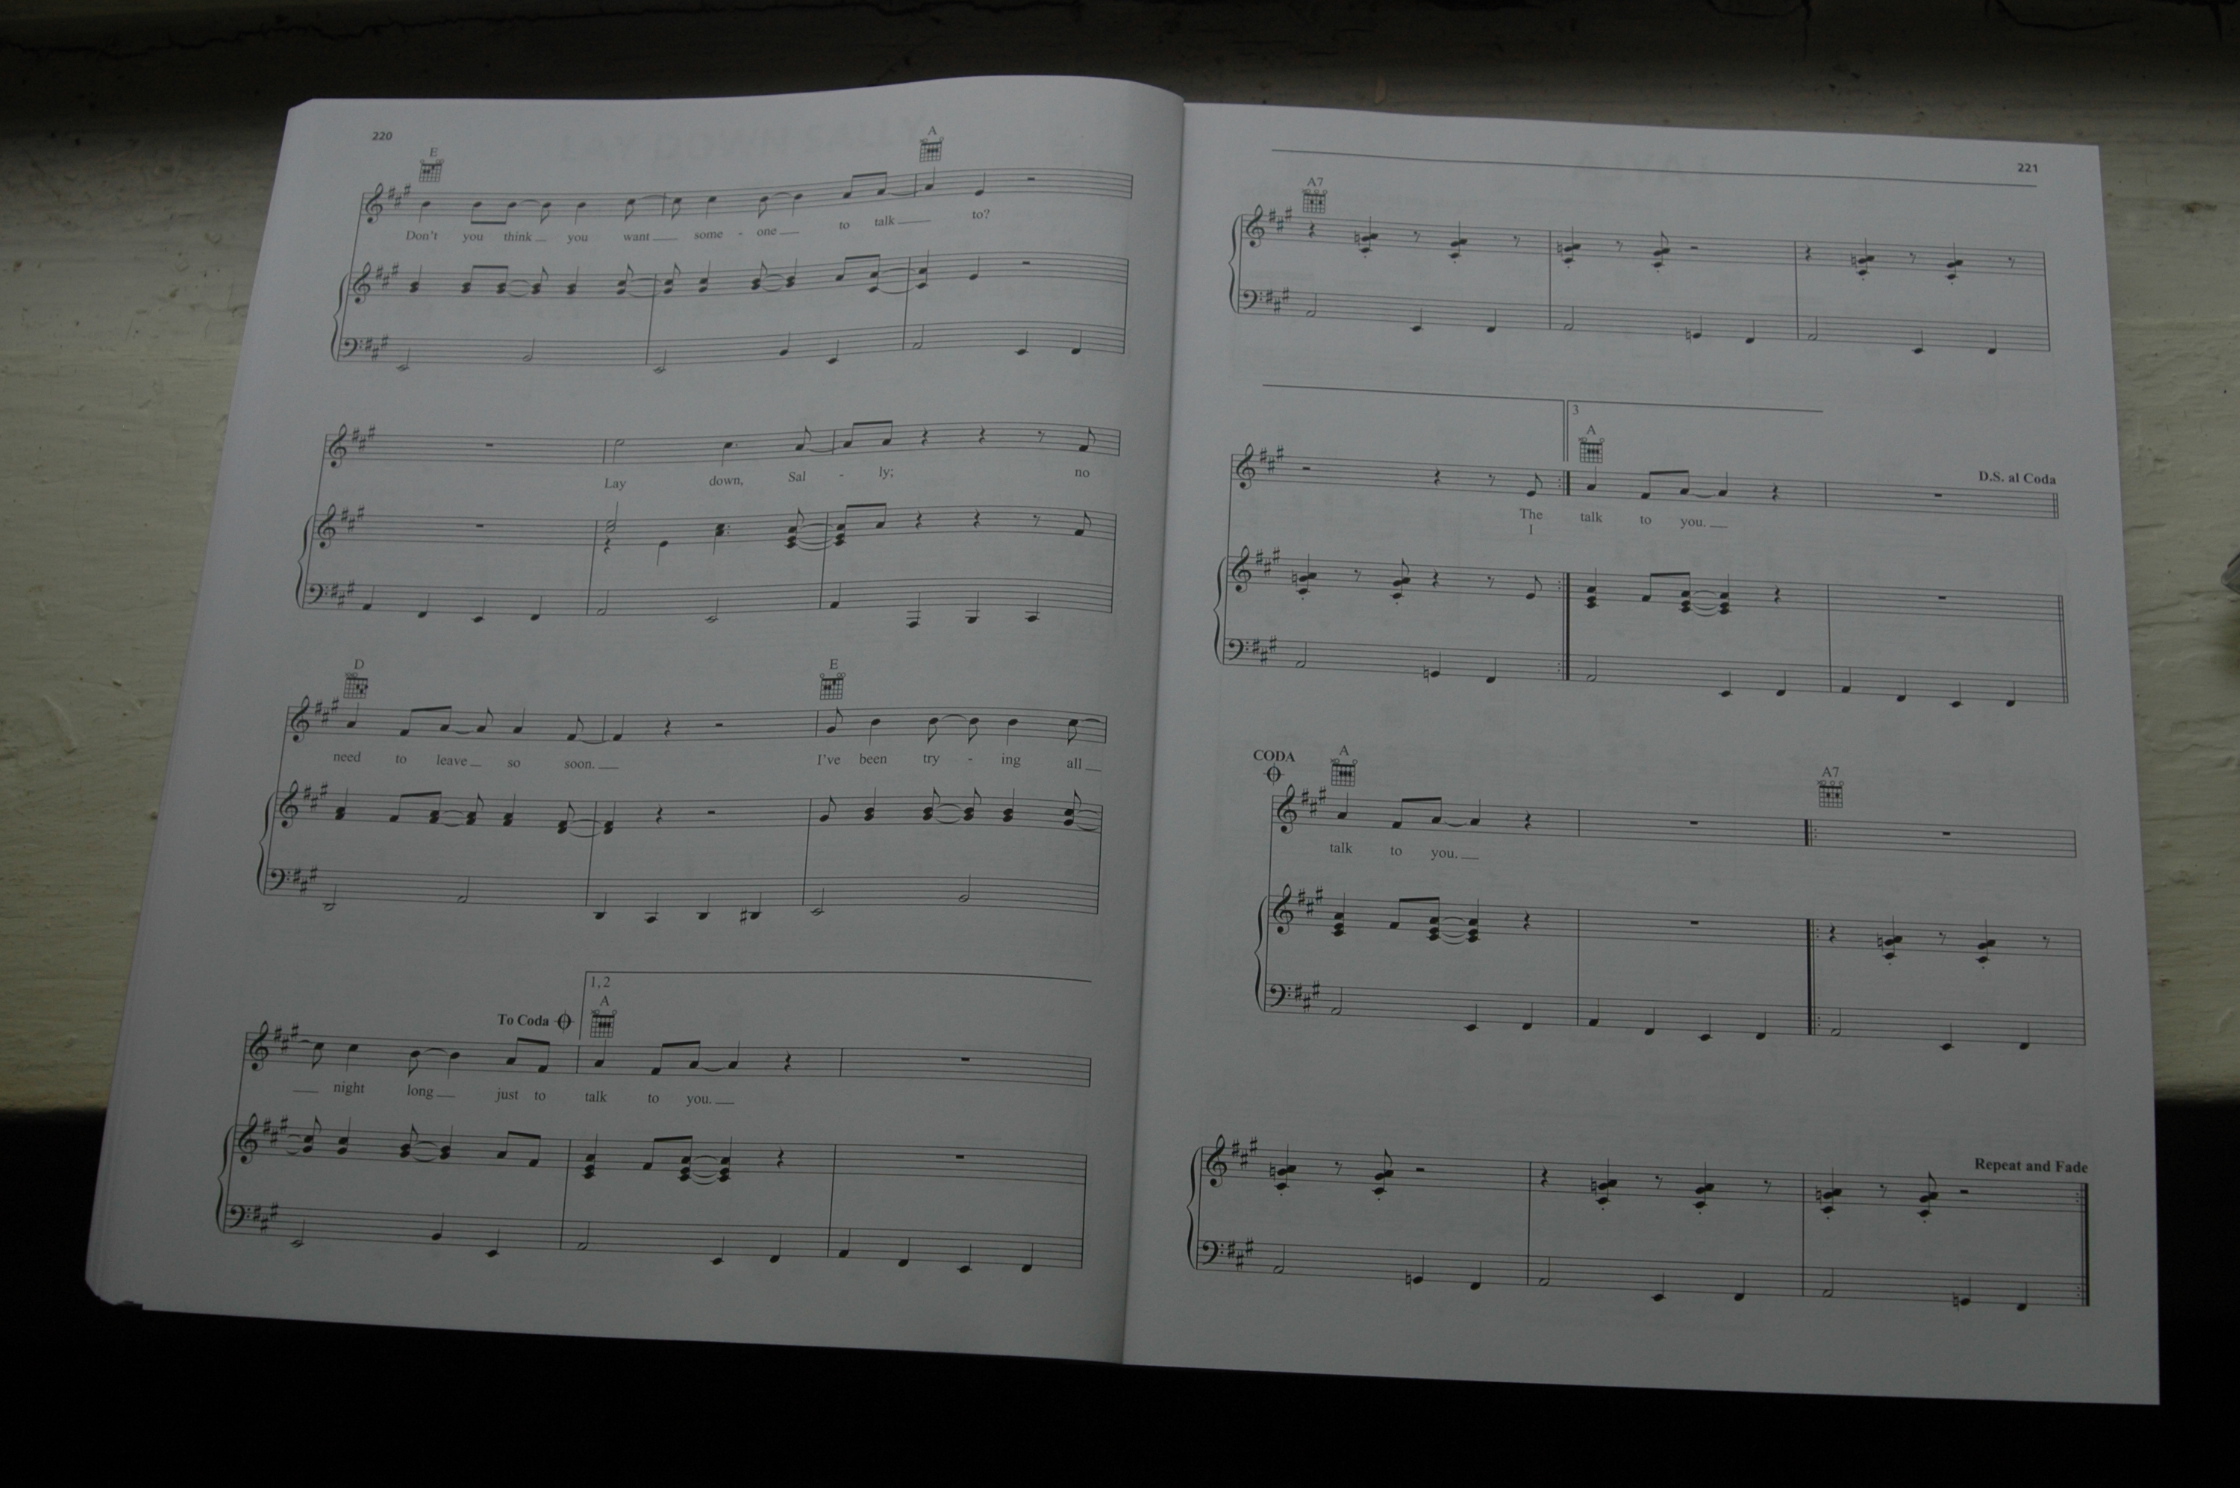 220
E
A
Don't you think you want some - one to talk to?
Lay down, Sal - ly; no
D
E
need to leave so soon. I've been try - ing all
To Coda
1, 2
A
night long just to talk to you.
221
A7
3
A
D.S. al Coda
The talk to you.
I
CODA
A
A7
talk to you.
Repeat and Fade